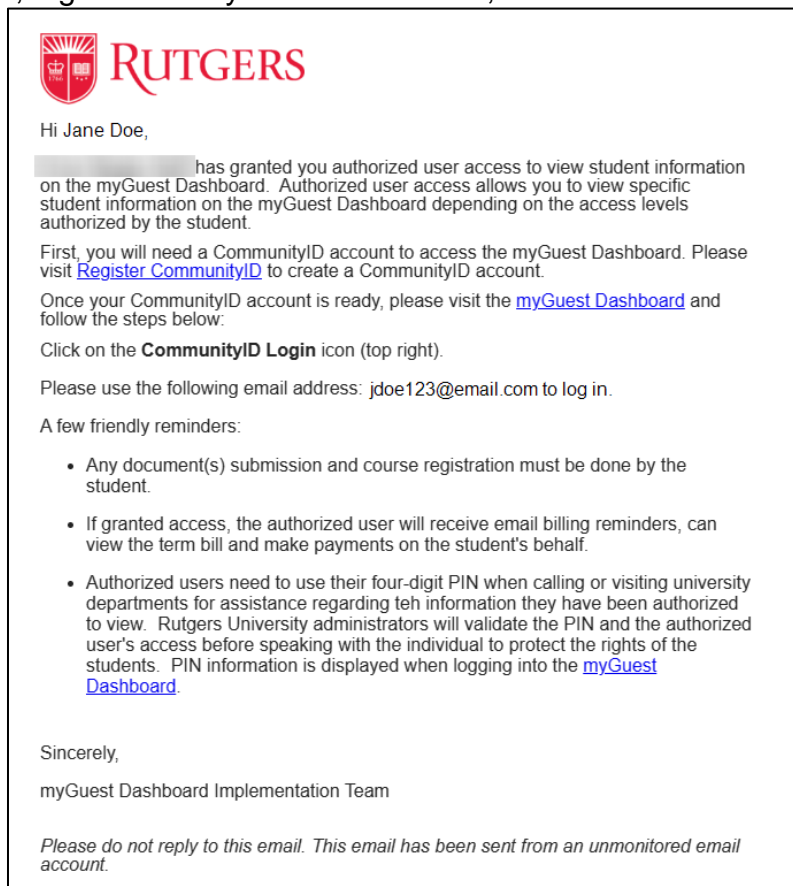 1766
RUTGERS
Hi Jane Doe,
has granted you authorized user access to view student information
on the myGuest Dashboard.  Authorized user access allows you to view specific
student information on the myGuest Dashboard depending on the access levels
authorized by the student.
First, you will need a CommunityID account to access the myGuest Dashboard. Please
visit Register CommunityID to create a CommunityID account.
Once your CommunityID account is ready, please visit the myGuest Dashboard and
follow the steps below:
Click on the CommunityID Login icon (top right).
Please use the following email address: jdoe123@email.com to log in.
A few friendly reminders:
• Any document(s) submission and course registration must be done by the
student.
• If granted access, the authorized user will receive email billing reminders, can
view the term bill and make payments on the student's behalf.
• Authorized users need to use their four-digit PIN when calling or visiting university
departments for assistance regarding teh information they have been authorized
to view.  Rutgers University administrators will validate the PIN and the authorized
user's access before speaking with the individual to protect the rights of the
students.  PIN information is displayed when logging into the myGuest
Dashboard.
Sincerely,
myGuest Dashboard Implementation Team
Please do not reply to this email. This email has been sent from an unmonitored email
account.